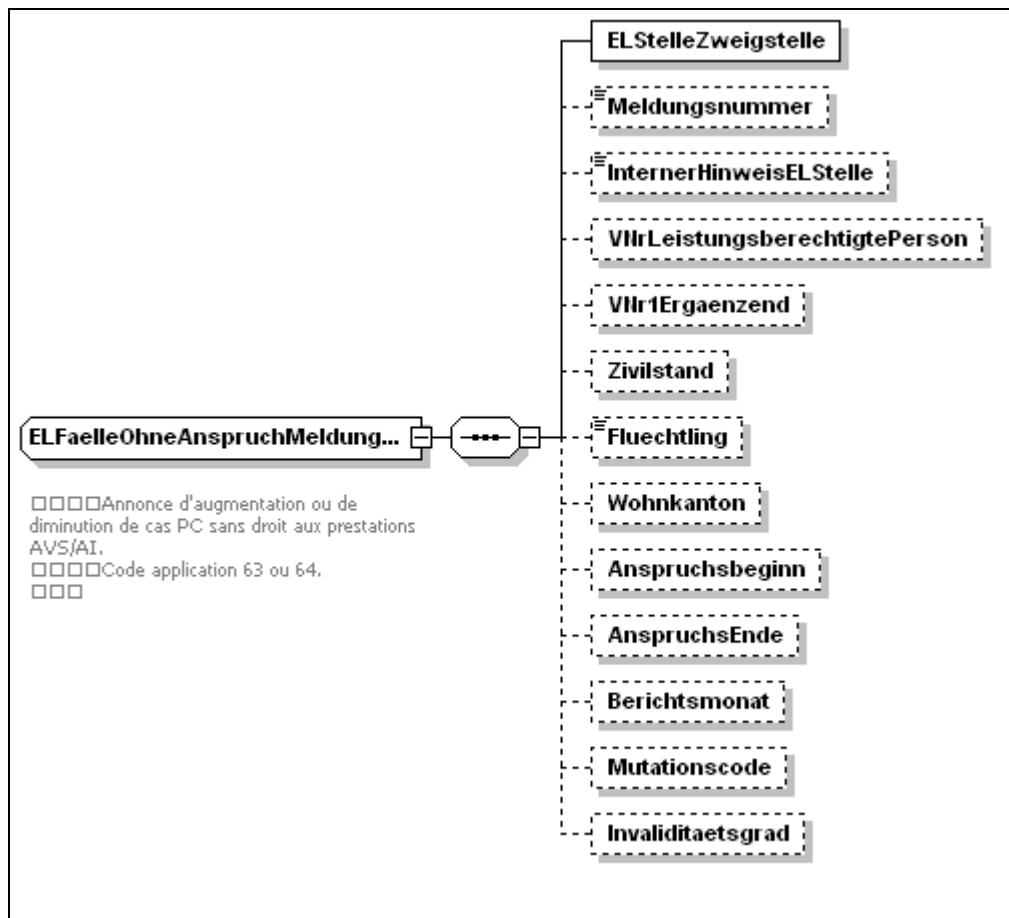 ELStelleZweigstelle
Meldungsnummer
InternerHinweisELStelle
VNrLeistungsberechtigtePerson
VNr1Ergaenzend
Zivilstand
ELFaelleOhneAnspruchMeldung...
Fluechtling
□□□□Annonce d'augmentation ou de
diminution de cas PC sans droit aux prestations
AVS/AI.
□□□□Code application 63 ou 64.
□□□
Wohnkanton
Anspruchsbeginn
AnspruchsEnde
Berichtsmonat
Mutationscode
Invaliditaetsgrad